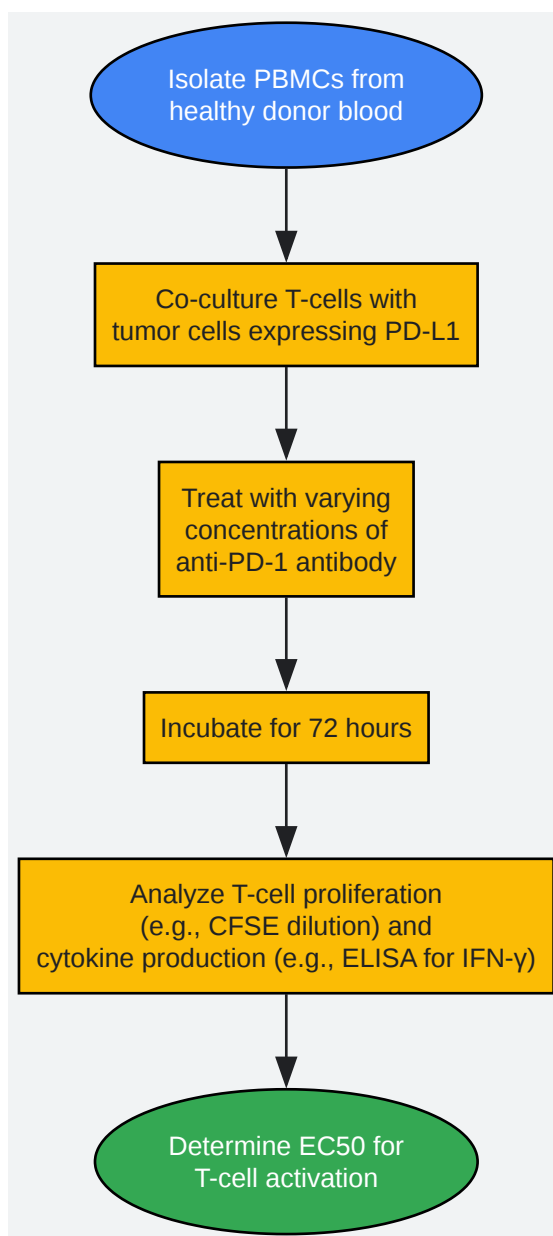 Isolate PBMCs from
healthy donor blood
Co-culture T-cells with
tumor cells expressing PD-L1
Treat with varying
concentrations of
anti-PD-1 antibody
Incubate for 72 hours
Analyze T-cell proliferation
(e.g., CFSE dilution) and
cytokine production (e.g., ELISA for IFN-γ)
Determine EC50 for
T-cell activation